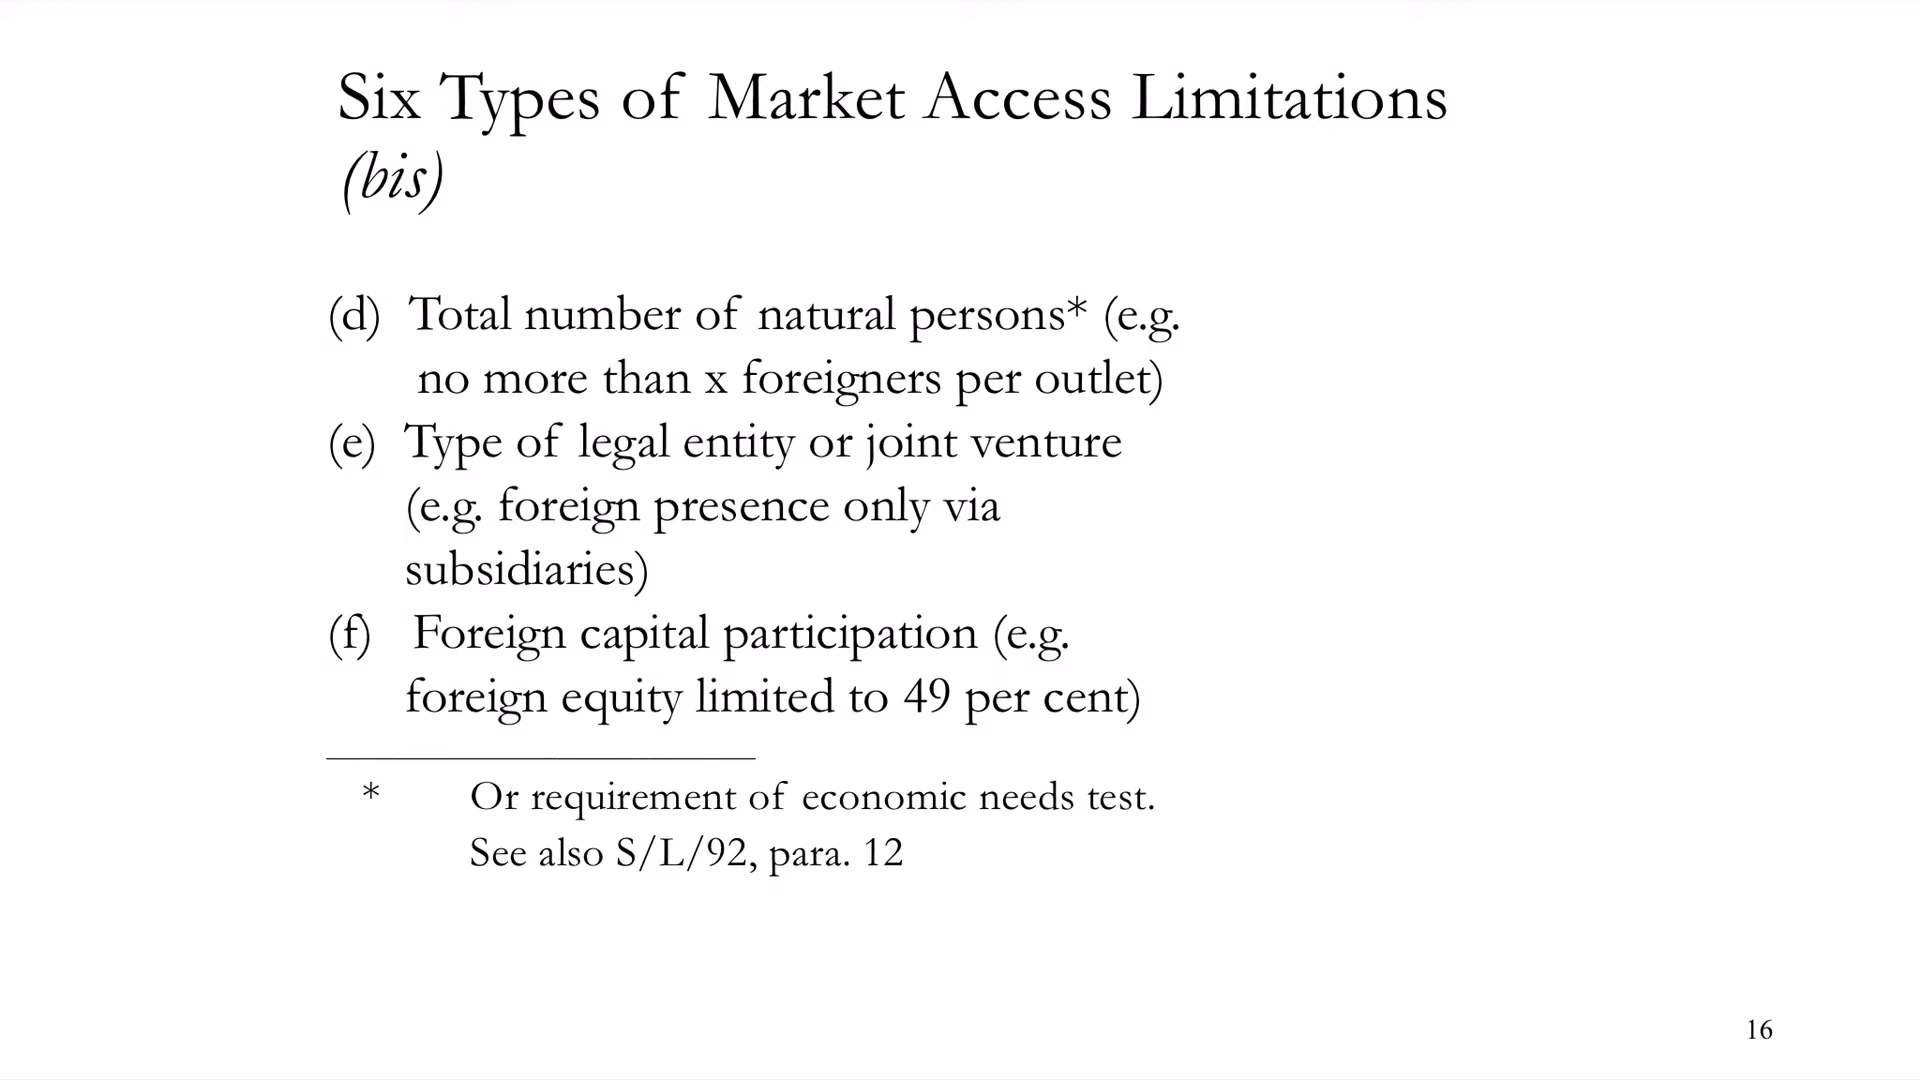 Six Types of Market Access Limitations
(bis)
(d) Total number of natural persons* (e.g.
no more than x foreigners per outlet)
(e) Type of legal entity or joint venture
(e.g. foreign presence only via
subsidiaries)
(f) Foreign capital participation (e.g.
foreign equity limited to 49 per cent)
* Or requirement of economic needs test.
See also S/L/92, para. 12
16